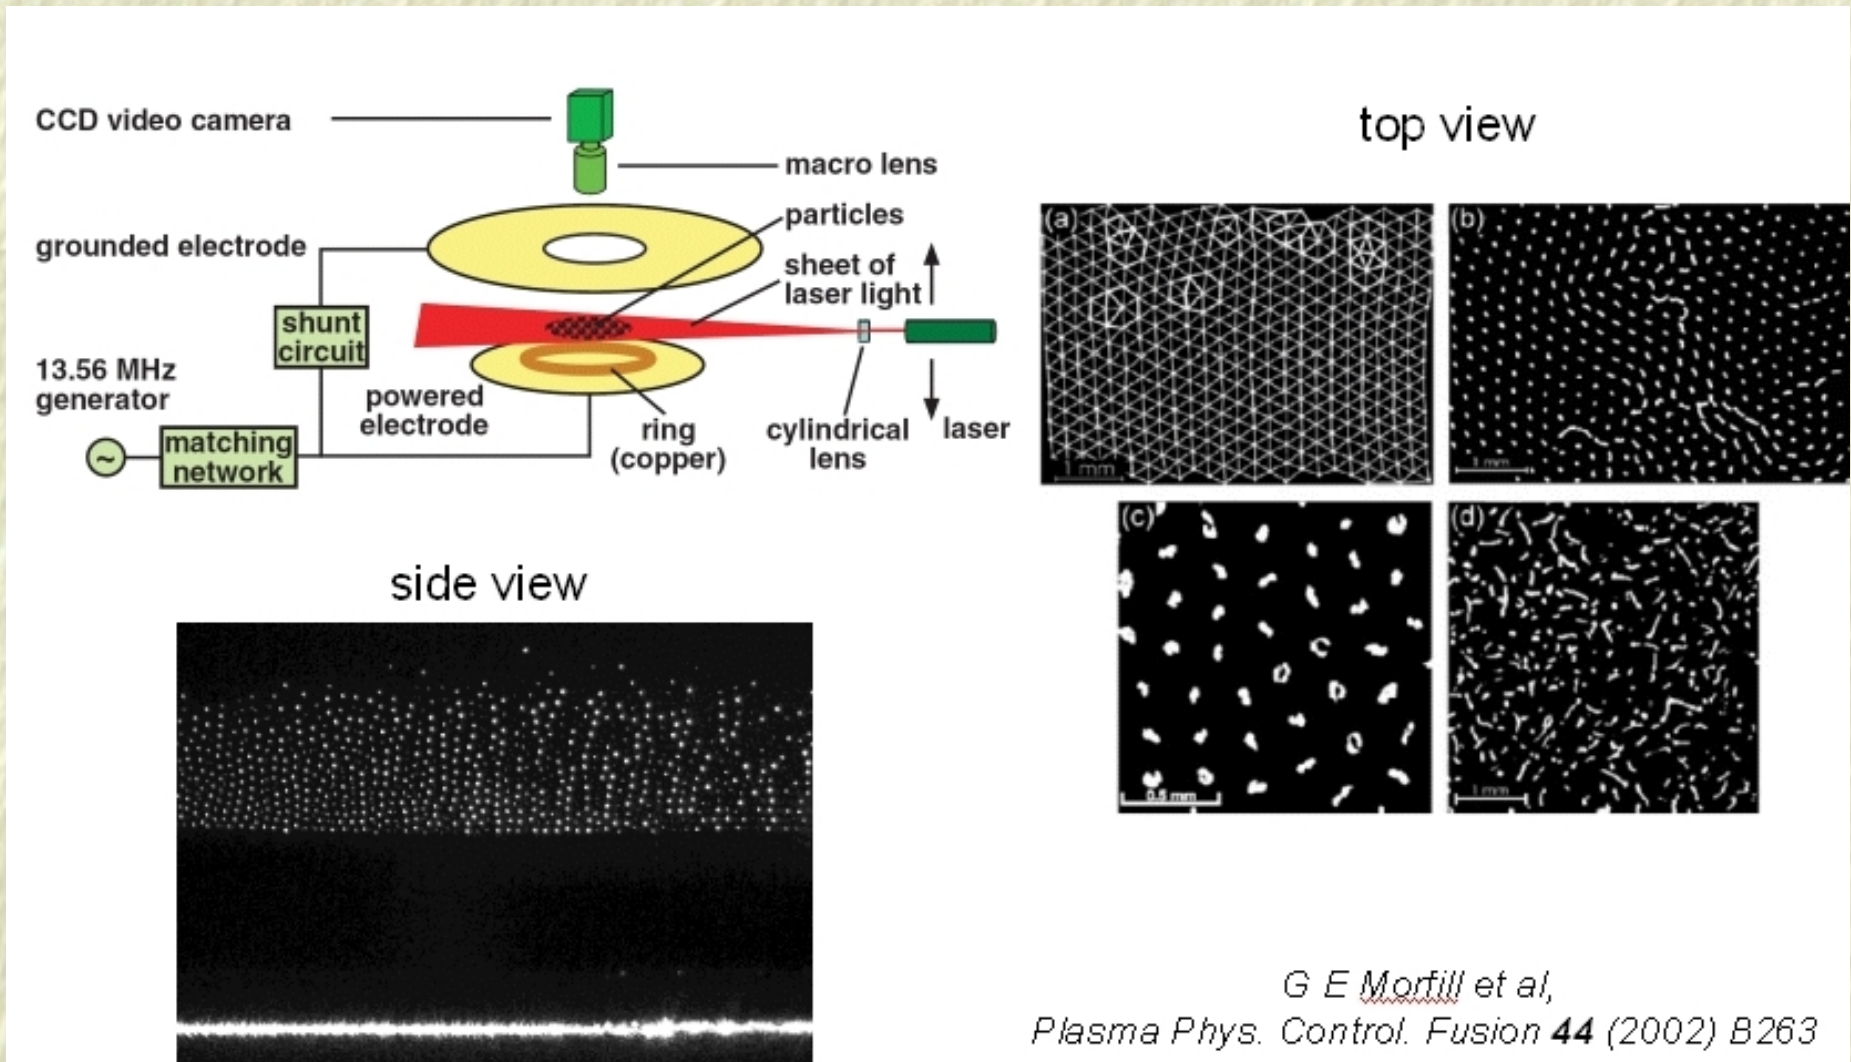 CCD video camera
macro lens
particles
grounded electrode
sheet of
laser light
shunt
circuit
13.56 MHz
generator
powered
electrode
matching
network
~
ring
(copper)
cylindrical
lens
laser
top view
(a)
1 mm
(b)
1 mm
(c)
0.5 mm
(d)
1 mm
side view
G E Morfill et al,
Plasma Phys. Control. Fusion 44 (2002) B263